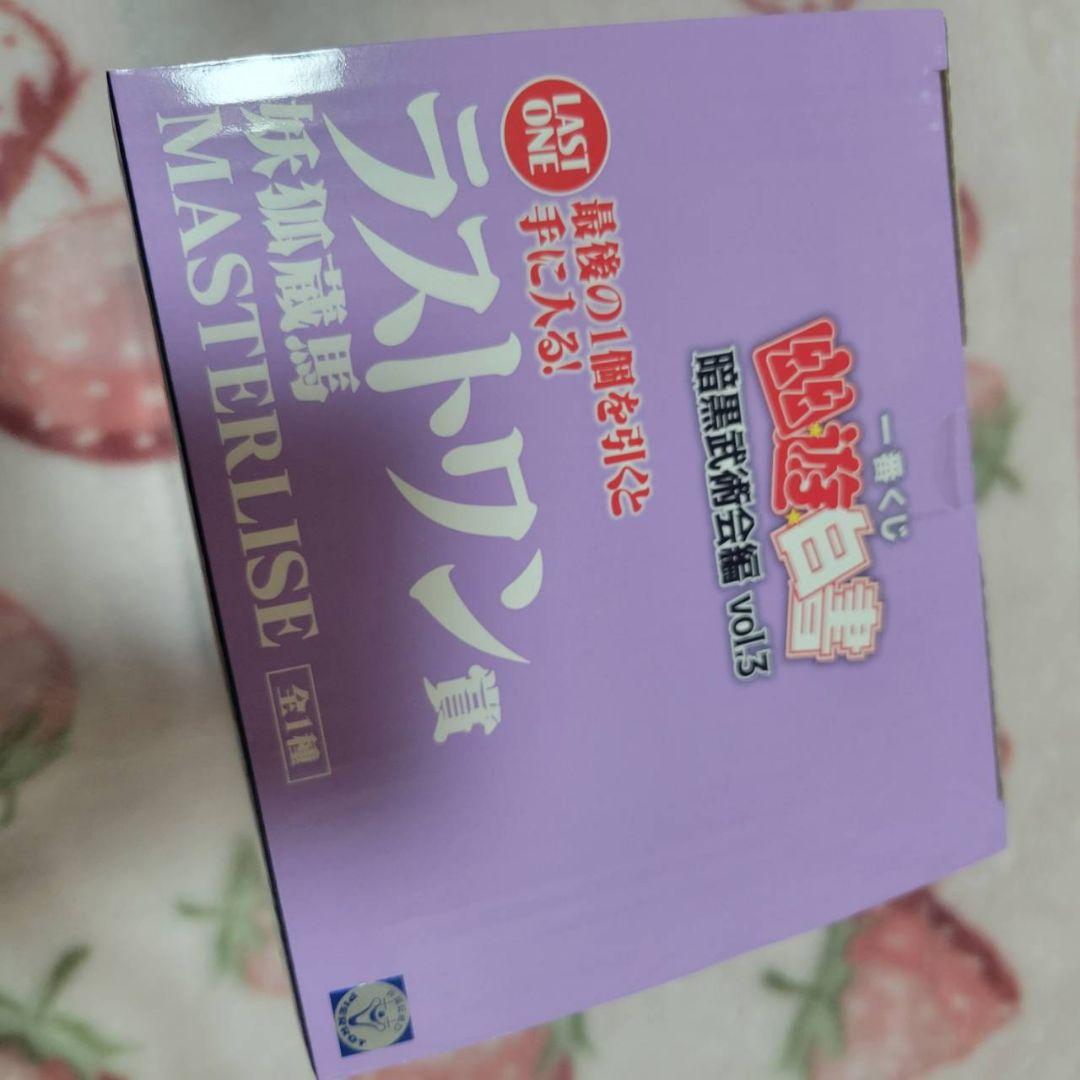 一番くじ
幽遊白書
暗黒武術会編 vol.3
LAST
ONE
最後の1個を引くと
手に入る!
ラストワン賞
妖狐蔵馬
MASTERLISE 全1種